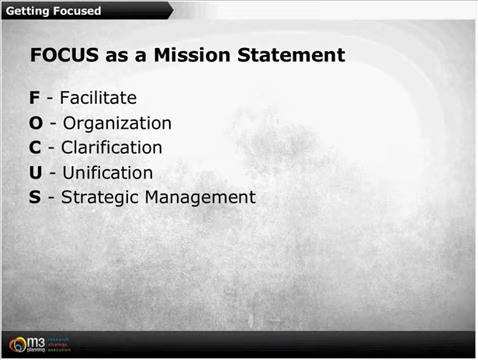 Getting Focused
FOCUS as a Mission Statement
F - Facilitate
O - Organization
C - Clarification
U - Unification
S - Strategic Management
m3
planning
research
strategy
execution